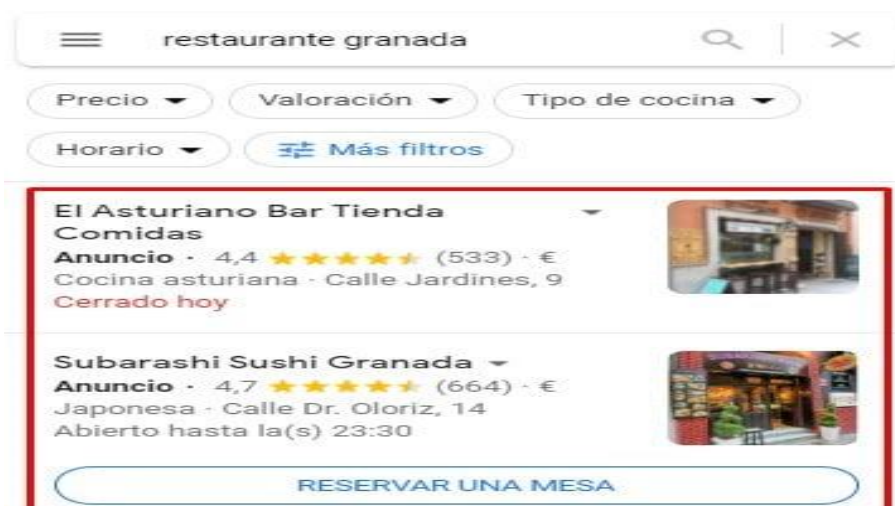 restaurante granada
Precio Valoración Tipo de cocina
Horario Más filtros
El Asturiano Bar Tienda
Comidas
Anuncio · 4,4 (533) · €
Cocina asturiana · Calle Jardines, 9
Cerrado hoy
Subarashi Sushi Granada
Anuncio · 4,7 (664) · €
Japonesa · Calle Dr. Oloriz, 14
Abierto hasta la(s) 23:30
RESERVAR UNA MESA